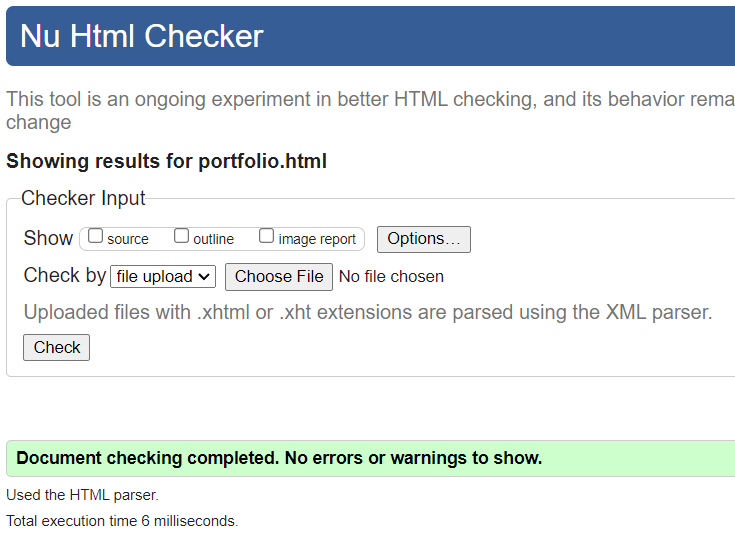 Nu Html Checker
This tool is an ongoing experiment in better HTML checking, and its behavior rema
change
Showing results for portfolio.html
Checker Input
Show source outline image report Options...
Check by file upload Choose File No file chosen
Uploaded files with .xhtml or .xht extensions are parsed using the XML parser.
Check
Document checking completed. No errors or warnings to show.
Used the HTML parser.
Total execution time 6 milliseconds.